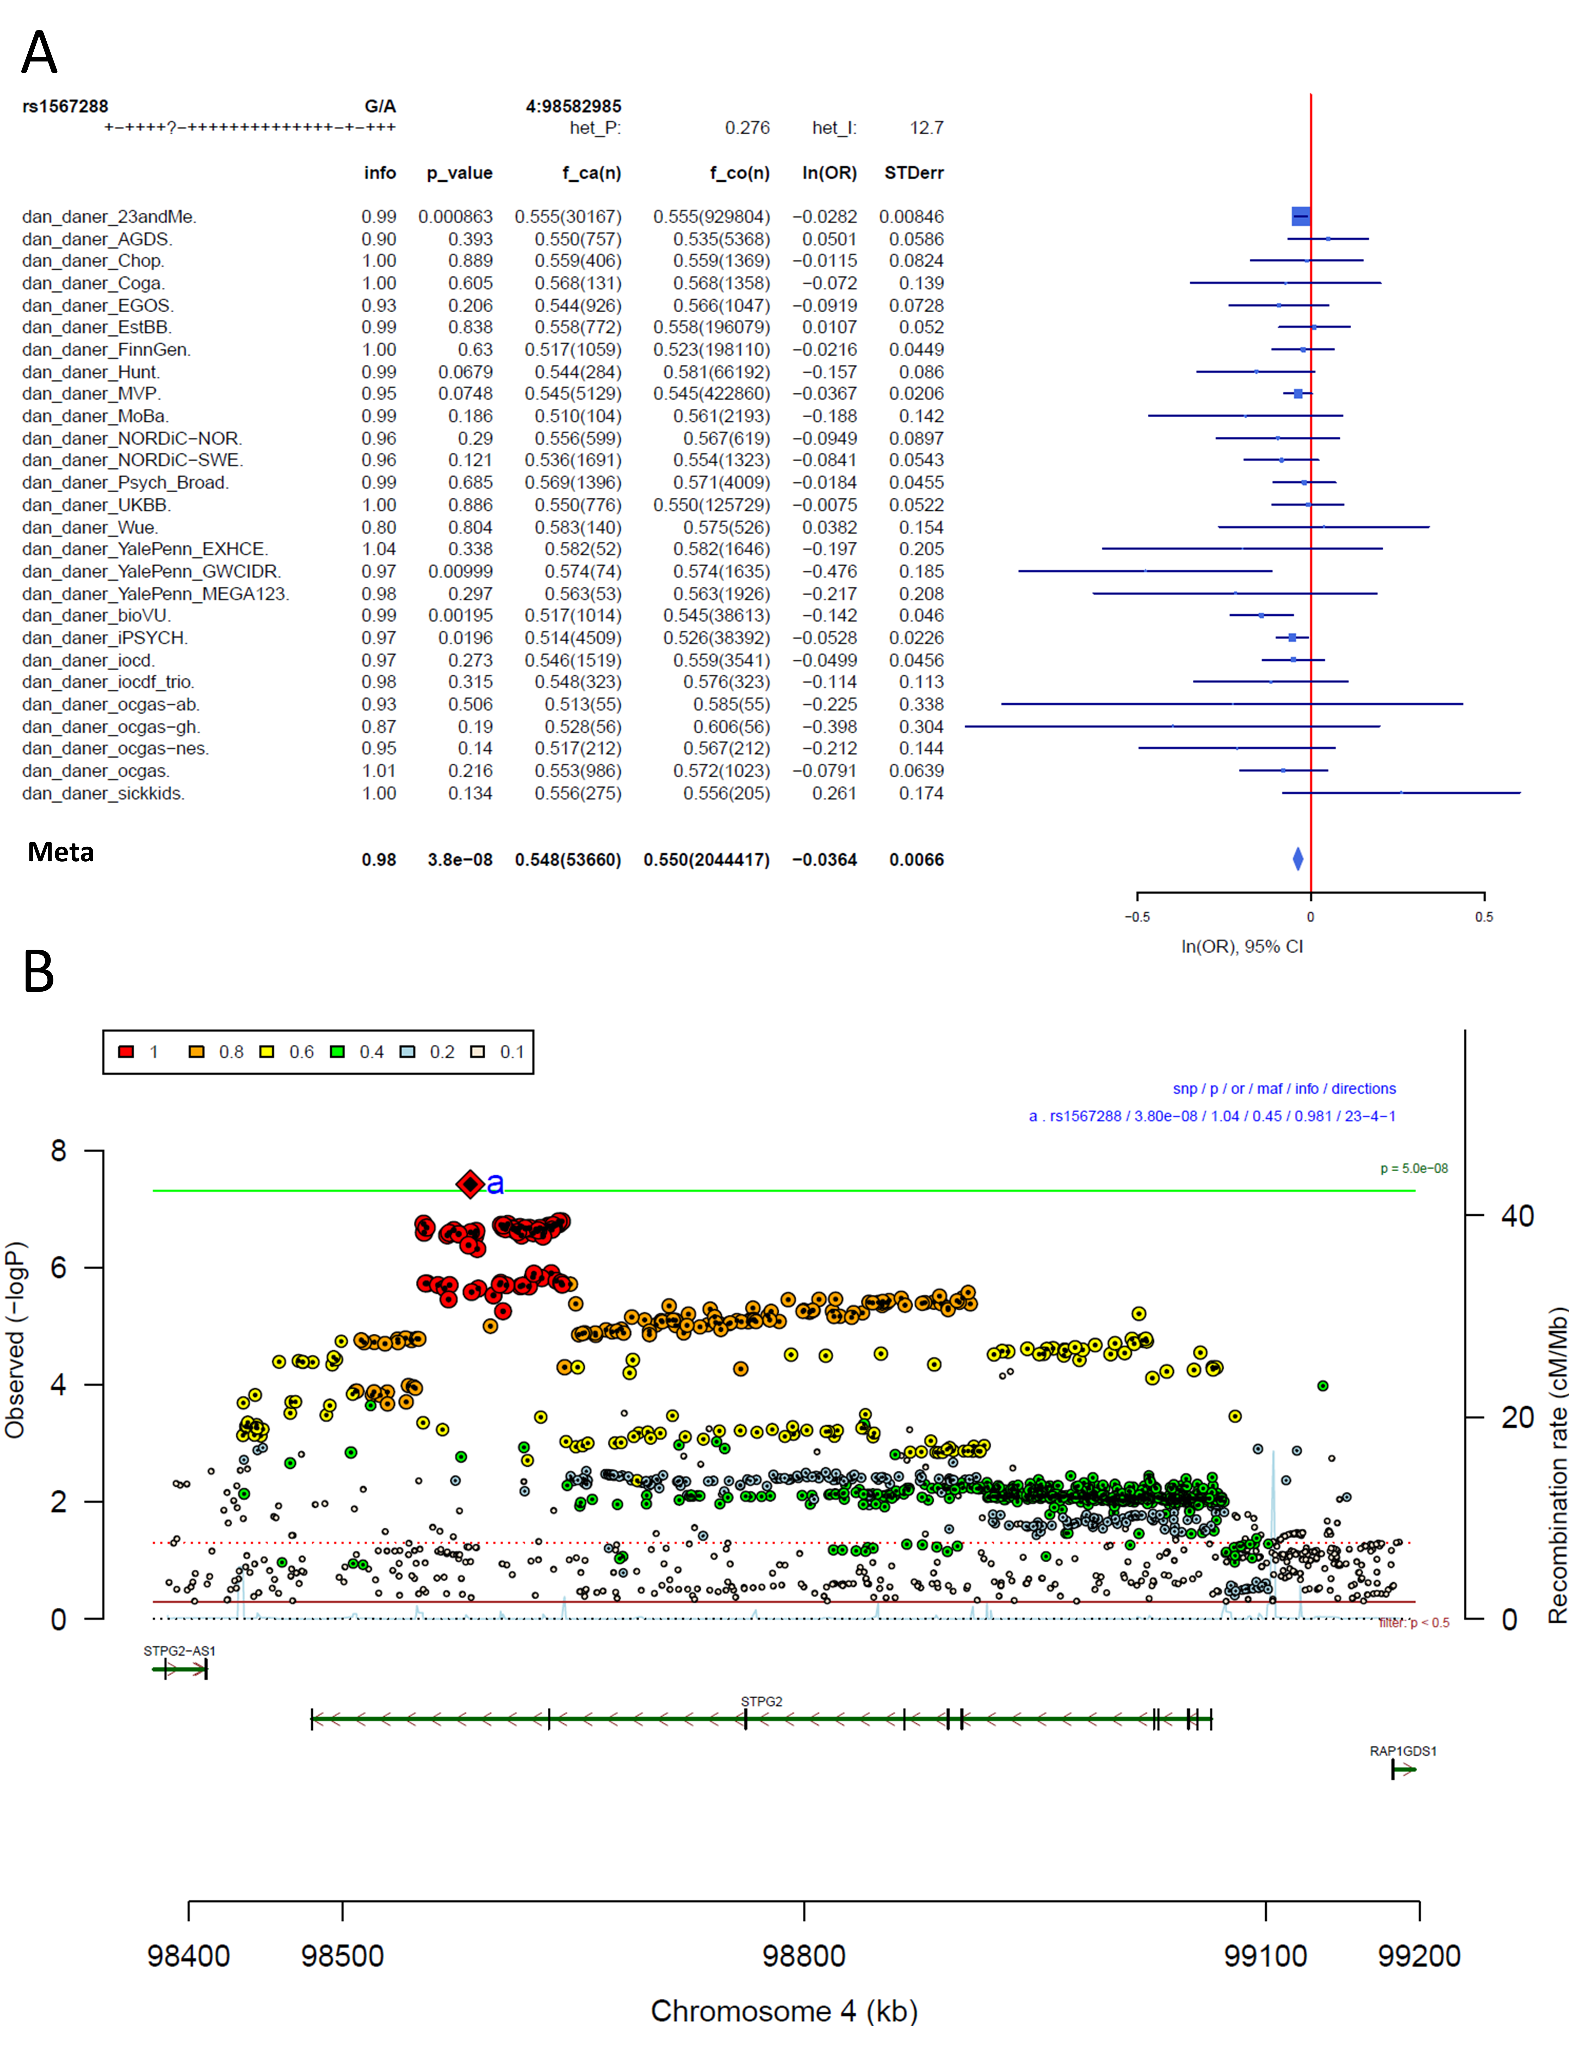 A
rs1567288 G/A 4:98582985
+−++++?−++++++++++++++−+−+++ het_P: 0.276 het_I: 12.7
info p_value f_ca(n) f_co(n) ln(OR) STDerr
dan_daner_23andMe. 0.99 0.000863 0.555(30167) 0.555(929804) −0.0282 0.00846
dan_daner_AGDS. 0.90 0.393 0.550(757) 0.535(5368) 0.0501 0.0586
dan_daner_Chop. 1.00 0.889 0.559(406) 0.559(1369) −0.0115 0.0824
dan_daner_Coga. 1.00 0.605 0.568(131) 0.568(1358) −0.072 0.139
dan_daner_EGOS. 0.93 0.206 0.544(926) 0.566(1047) −0.0919 0.0728
dan_daner_EstBB. 0.99 0.838 0.558(772) 0.558(196079) 0.0107 0.052
dan_daner_FinnGen. 1.00 0.63 0.517(1059) 0.523(198110) −0.0216 0.0449
dan_daner_Hunt. 0.99 0.0679 0.544(284) 0.581(66192) −0.157 0.086
dan_daner_MVP. 0.95 0.0748 0.545(5129) 0.545(422860) −0.0367 0.0206
dan_daner_MoBa. 0.99 0.186 0.510(104) 0.561(2193) −0.188 0.142
dan_daner_NORDiC−NOR. 0.96 0.29 0.556(599) 0.567(619) −0.0949 0.0897
dan_daner_NORDiC−SWE. 0.96 0.121 0.536(1691) 0.554(1323) −0.0841 0.0543
dan_daner_Psych_Broad. 0.99 0.685 0.569(1396) 0.571(4009) −0.0184 0.0455
dan_daner_UKBB. 1.00 0.886 0.550(776) 0.550(125729) −0.0075 0.0522
dan_daner_Wue. 0.80 0.804 0.583(140) 0.575(526) 0.0382 0.154
dan_daner_YalePenn_EXHCE. 1.04 0.338 0.582(52) 0.582(1646) −0.197 0.205
dan_daner_YalePenn_GWCIDR. 0.97 0.00999 0.574(74) 0.574(1635) −0.476 0.185
dan_daner_YalePenn_MEGA123. 0.98 0.297 0.563(53) 0.563(1926) −0.217 0.208
dan_daner_bioVU. 0.99 0.00195 0.517(1014) 0.545(38613) −0.142 0.046
dan_daner_iPSYCH. 0.97 0.0196 0.514(4509) 0.526(38392) −0.0528 0.0226
dan_daner_iocd. 0.97 0.273 0.546(1519) 0.559(3541) −0.0499 0.0456
dan_daner_iocdf_trio. 0.98 0.315 0.548(323) 0.576(323) −0.114 0.113
dan_daner_ocgas−ab. 0.93 0.506 0.513(55) 0.585(55) −0.225 0.338
dan_daner_ocgas−gh. 0.87 0.19 0.528(56) 0.606(56) −0.398 0.304
dan_daner_ocgas−nes. 0.95 0.14 0.517(212) 0.567(212) −0.212 0.144
dan_daner_ocgas. 1.01 0.216 0.553(986) 0.572(1023) −0.0791 0.0639
dan_daner_sickkids. 1.00 0.134 0.556(275) 0.556(205) 0.261 0.174
Meta 0.98 3.8e−08 0.548(53660) 0.550(2044417) −0.0364 0.0066
−0.5 0 0.5
ln(OR), 95% CI
B
1 0.8 0.6 0.4 0.2 0.1
snp / p / or / maf / info / directions
a . rs1567288 / 3.80e−08 / 1.04 / 0.45 / 0.981 / 23−4−1
p = 5.0e−08
a
8
6
4
2
0
Observed (−logP)
40
20
0
Recombination rate (cM/Mb)
filter: p < 0.5
STPG2−AS1
STPG2
RAP1GDS1
98400 98500 98800 99100 99200
Chromosome 4 (kb)